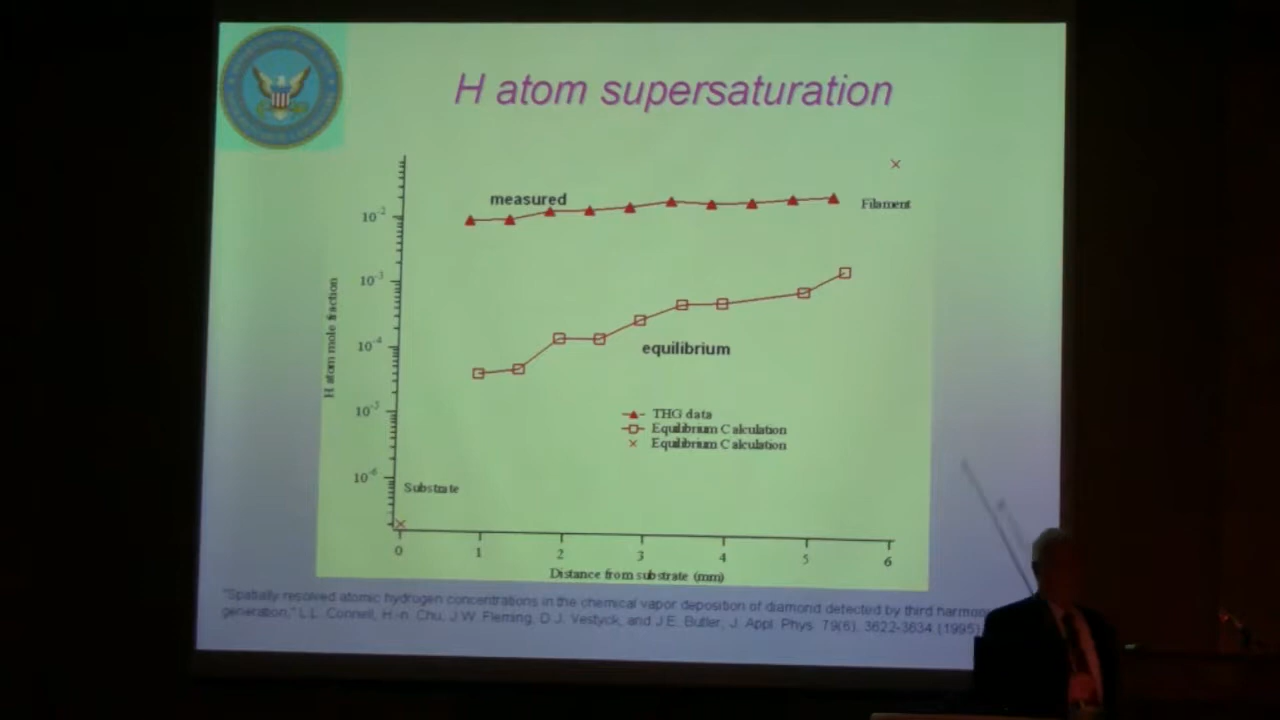 H atom supersaturation
measured
Filament
10-2
10-3
H atom mole fraction
10-4
equilibrium
10-5
THG data
Equilibrium Calculation
Equilibrium Calculation
10-6
Substrate
0 1 2 3 4 5 6
Distance from substrate (mm)
"Spatially resolved atomic hydrogen concentrations in the chemical vapor deposition of diamond detected by third
generation," L.L. Connell, H.-n. Chu, J.W. Fleming, D.J. Vestyck, and J.E. Butler, J. Appl. Phys. 79(6), 3622-3634 (1995)